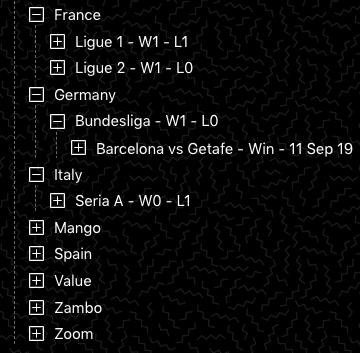 France
Ligue 1 - W1 - L1
Ligue 2 - W1 - L0
Germany
Bundesliga - W1 - L0
Barcelona vs Getafe - Win - 11 Sep 19
Italy
Seria A - W0 - L1
Mango
Spain
Value
Zambo
Zoom